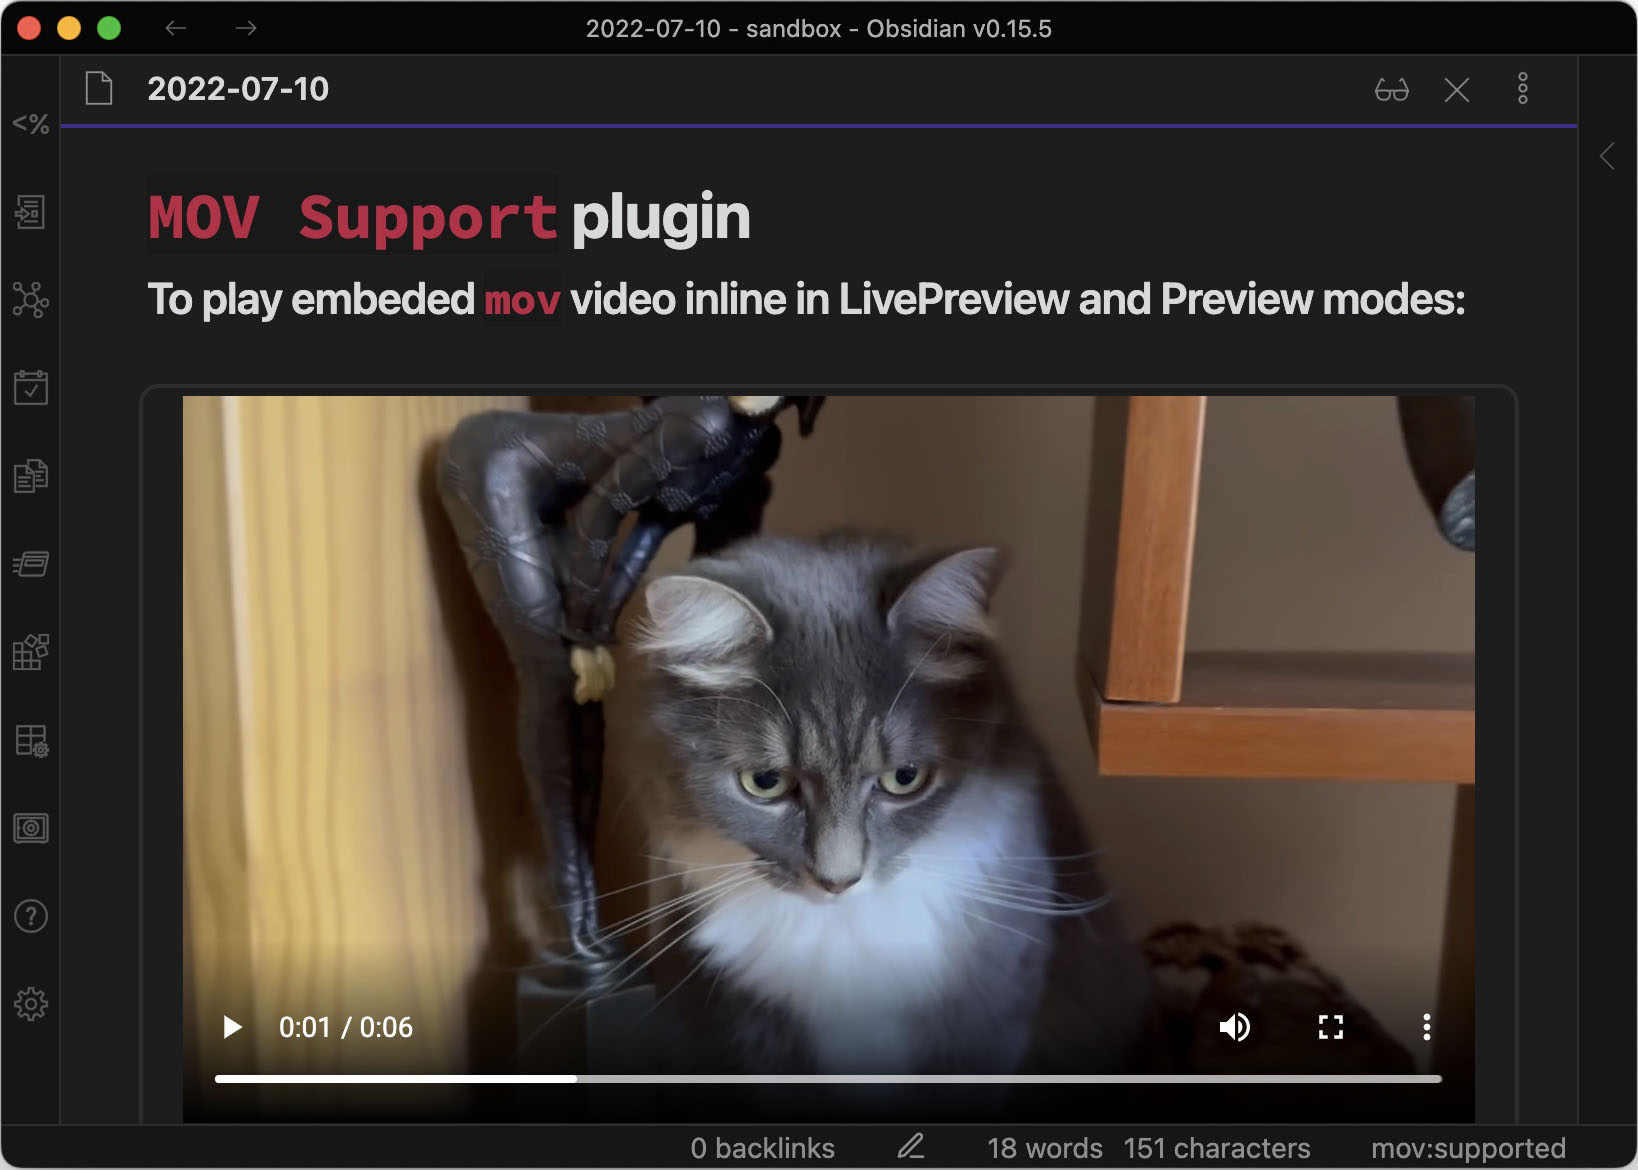 2022-07-10 - sandbox - Obsidian v0.15.5
2022-07-10
<%
MOV Support plugin
To play embeded mov video inline in LivePreview and Preview modes:
0:01 / 0:06
0 backlinks 18 words 151 characters mov:supported